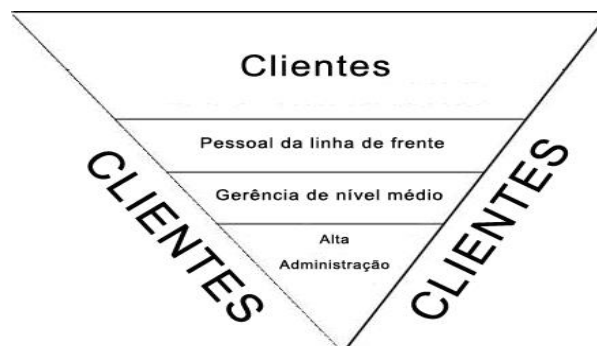 Clientes
Pessoal da linha de frente
Gerência de nível médio
Alta
Administração
CLIENTES
CLIENTES